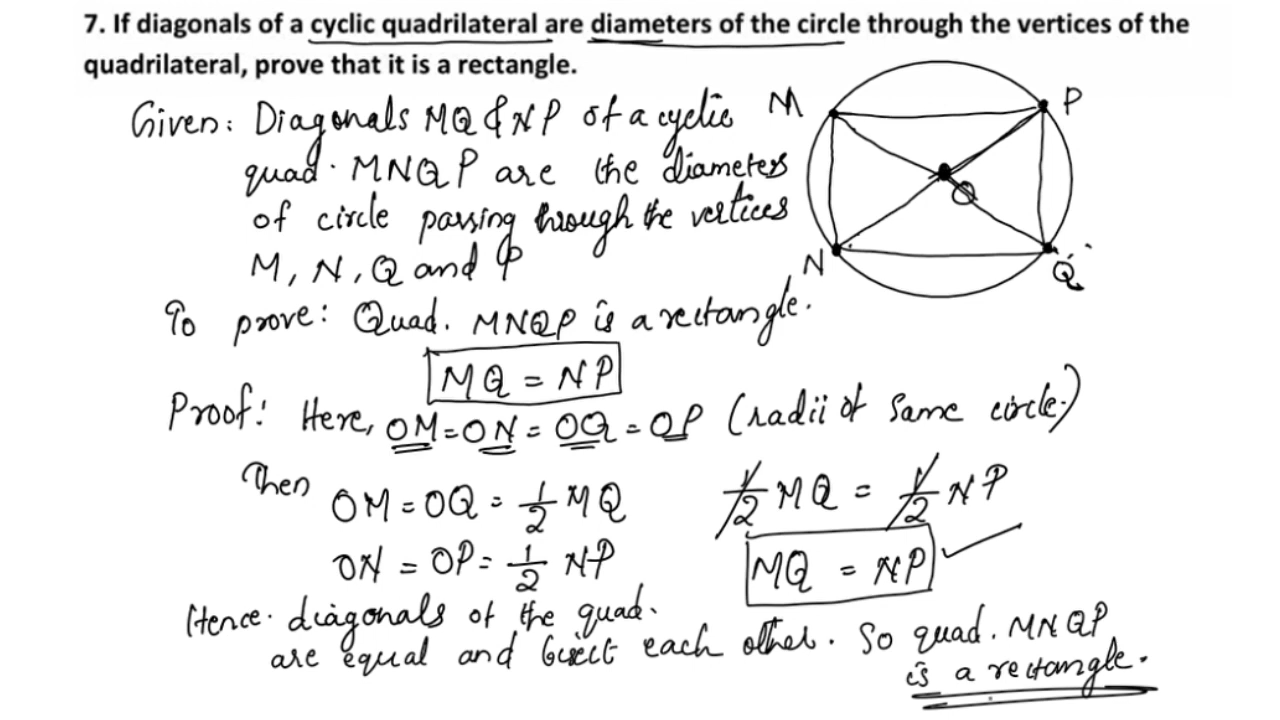 7. If diagonals of a cyclic quadrilateral are diameters of the circle through the vertices of the
quadrilateral, prove that it is a rectangle.
Given: Diagonals MQ & NP of a cyclic
quad. MNQP are the diameters
of circle passing through the vertices
M, N, Q and P
M
P
O
N
Q
To prove: Quad. MNQP is a rectangle.
MQ = NP
Proof: Here, OM = ON = OQ = OP (radii of same circle.)
Then OM = OQ = 1/2 MQ
1/2 MQ = 1/2 NP
ON = OP = 1/2 NP
MQ = NP
Hence. diagonals of the quad.
are equal and bisect each other. So quad. MNQP
is a rectangle.